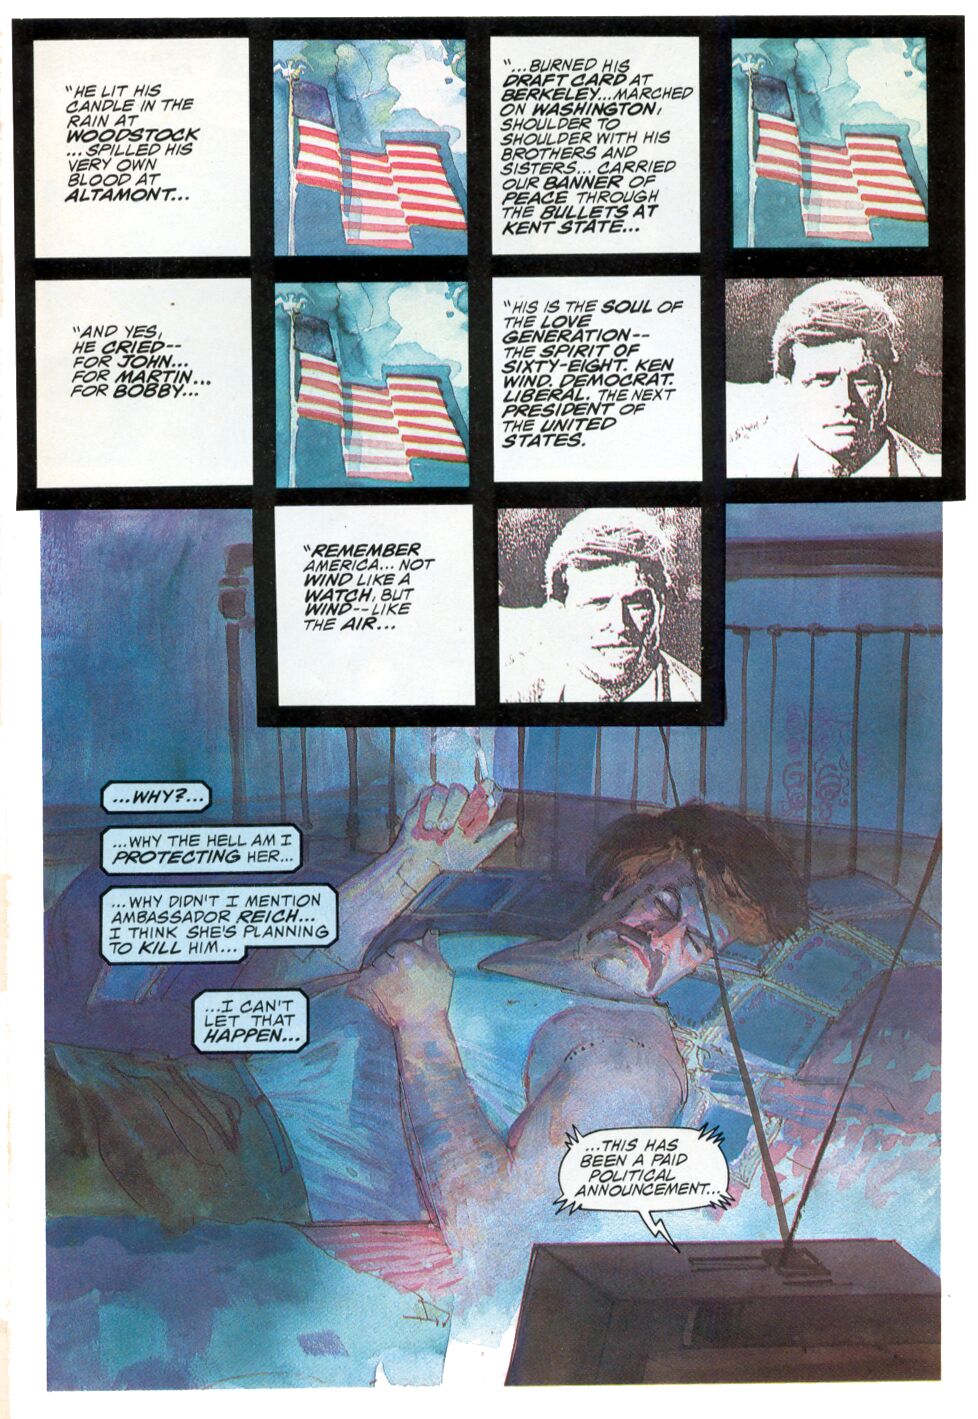 "HE LIT HIS
CANDLE IN THE
RAIN AT
WOODSTOCK
...SPILLED HIS
VERY OWN
BLOOD AT
ALTAMONT...
"...BURNED HIS
DRAFT CARD AT
BERKELEY...MARCHED
ON WASHINGTON,
SHOULDER TO
SHOULDER WITH HIS
BROTHERS AND
SISTERS... CARRIED
OUR BANNER OF
PEACE THROUGH
THE BULLETS AT
KENT STATE...
"AND YES,
HE CRIED--
FOR JOHN...
FOR MARTIN...
FOR BOBBY...
"HIS IS THE SOUL OF
THE LOVE
GENERATION--
THE SPIRIT OF
SIXTY-EIGHT. KEN
WIND. DEMOCRAT.
LIBERAL. THE NEXT
PRESIDENT OF
THE UNITED
STATES.
"REMEMBER
AMERICA... NOT
WIND LIKE A
WATCH, BUT
WIND--LIKE
THE AIR...
...WHY?...
...WHY THE HELL AM I
PROTECTING HER...
...WHY DIDN'T I MENTION
AMBASSADOR REICH...
I THINK SHE'S PLANNING
TO KILL HIM...
...I CAN'T
LET THAT
HAPPEN...
...THIS HAS
BEEN A PAID
POLITICAL
ANNOUNCEMENT...